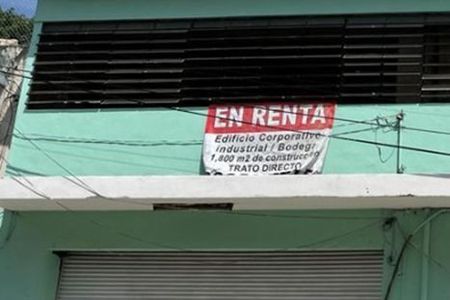 EN RENTA
Edificio Corporativo
Industrial / Bodega
1,800 m2 de construcción
TRATO DIRECTO